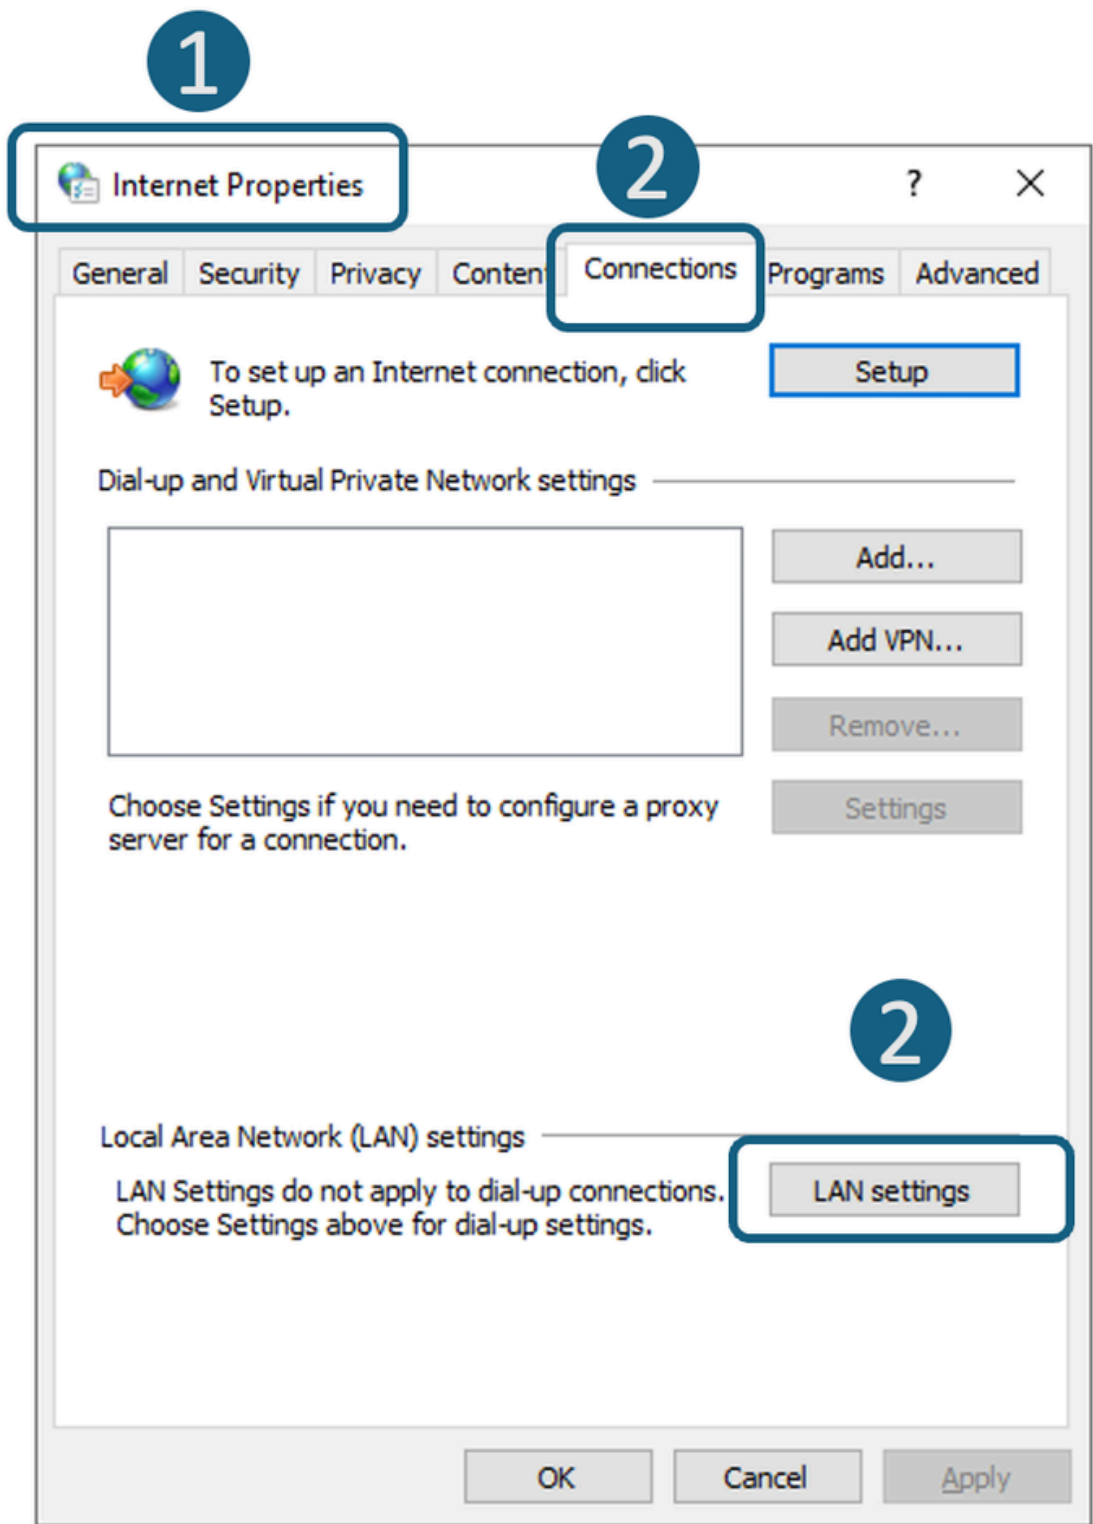 1
Internet Properties
?
2
General Security Privacy Content Connections Programs Advanced
To set up an Internet connection, click
Setup.
Setup
Dial-up and Virtual Private Network settings
Add...
Add VPN...
Remove...
Choose Settings if you need to configure a proxy
server for a connection.
Settings
2
Local Area Network (LAN) settings
LAN Settings do not apply to dial-up connections.
Choose Settings above for dial-up settings.
LAN settings
OK Cancel Apply